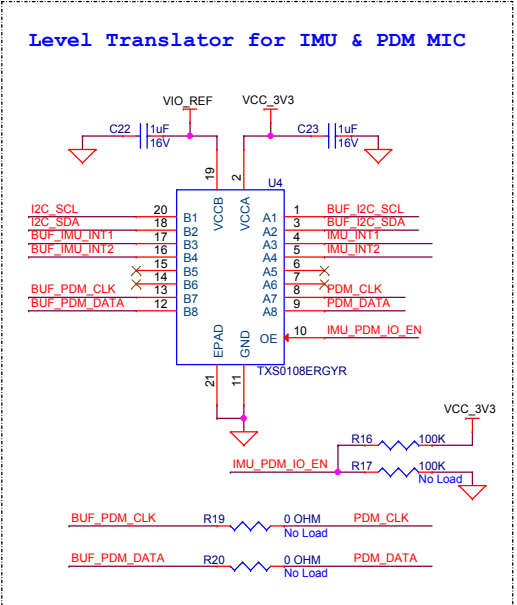 Level Translator for IMU & PDM MIC
VIO_REF VCC_3V3
C22 1uF 16V C23 1uF 16V
19 2 U4
VCCB VCCA
I2C_SCL 20 B1 A1 1 BUF_I2C_SCL
I2C_SDA 18 B2 A2 3 BUF_I2C_SDA
BUF_IMU_INT1 17 B3 A3 4 IMU_INT1
BUF_IMU_INT2 16 B4 A4 5 IMU_INT2
15 B5 A5 6
14 B6 A6 7
BUF_PDM_CLK 13 B7 A7 8 PDM_CLK
BUF_PDM_DATA 12 B8 A8 9 PDM_DATA
OE 10 IMU_PDM_IO_EN
EPAD GND
21 11 TXS0108ERGYR
VCC_3V3
R16 100K
IMU_PDM_IO_EN R17 100K
No Load
BUF_PDM_CLK R19 0 OHM PDM_CLK
No Load
BUF_PDM_DATA R20 0 OHM PDM_DATA
No Load